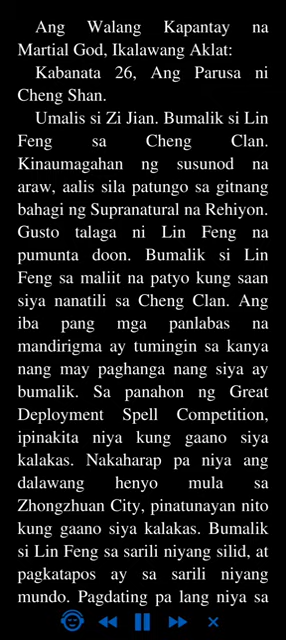 Ang Walang Kapantay na
Martial God, Ikalawang Aklat:
Kabanata 26, Ang Parusa ni
Cheng Shan.
Umalis si Zi Jian. Bumalik si Lin
Feng sa Cheng Clan.
Kinaumagahan ng susunod na
araw, aalis sila patungo sa gitnang
bahagi ng Supranatural na Rehiyon.
Gusto talaga ni Lin Feng na
pumunta doon. Bumalik si Lin
Feng sa maliit na patyo kung saan
siya nanatili sa Cheng Clan. Ang
iba pang mga panlabas na
mandirigma ay tumingin sa kanya
nang may paghanga nang siya ay
bumalik. Sa panahon ng Great
Deployment Spell Competition,
ipinakita niya kung gaano siya
kalakas. Nakaharap pa niya ang
dalawang henyo mula sa
Zhongzhuan City, pinatunayan nito
kung gaano siya kalakas. Bumalik
si Lin Feng sa sarili niyang silid, at
pagkatapos ay sa sarili niyang
mundo. Pagdating pa lang niya sa